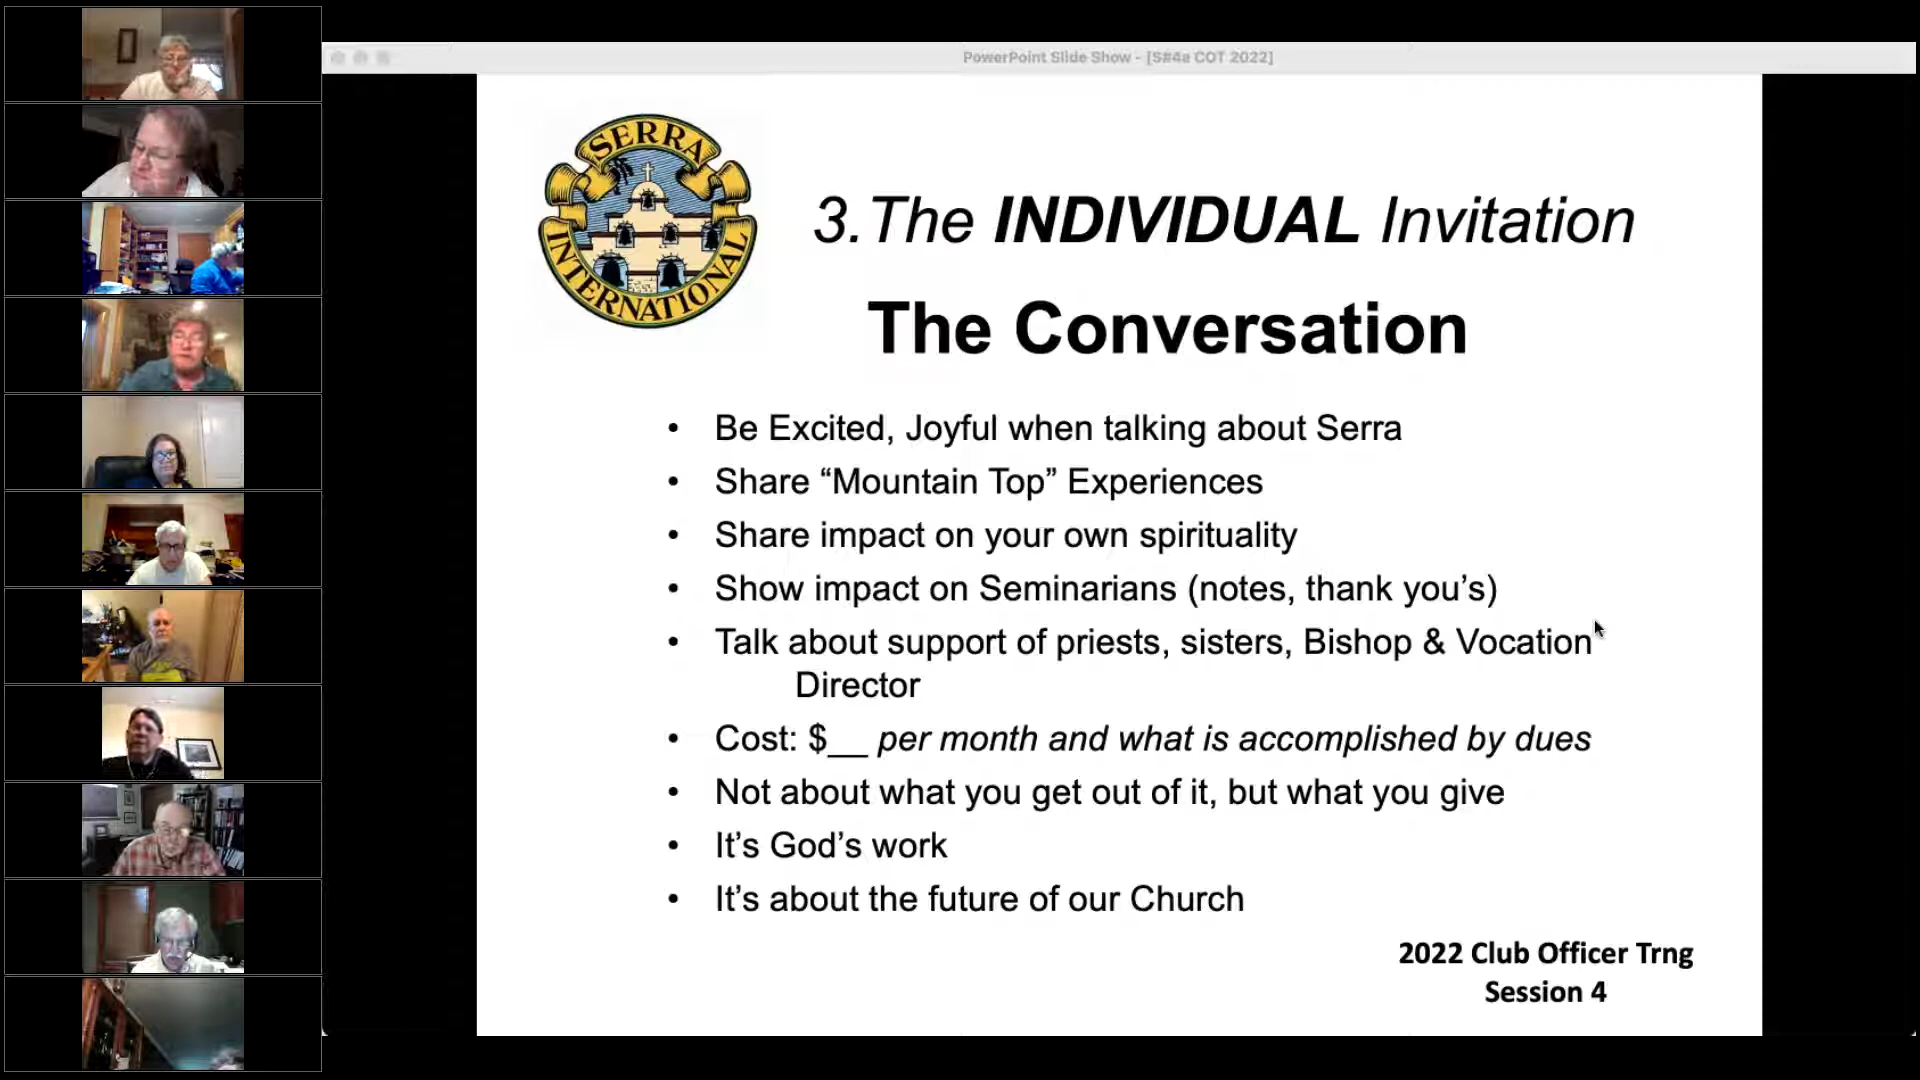 PowerPoint Slide Show - [S#4a COT 2022]
SERRA
INTERNATIONAL
3. The INDIVIDUAL Invitation
The Conversation
• Be Excited, Joyful when talking about Serra
• Share “Mountain Top” Experiences
• Share impact on your own spirituality
• Show impact on Seminarians (notes, thank you’s)
• Talk about support of priests, sisters, Bishop & Vocation
Director
• Cost: $__ per month and what is accomplished by dues
• Not about what you get out of it, but what you give
• It’s God’s work
• It’s about the future of our Church
2022 Club Officer Trng
Session 4